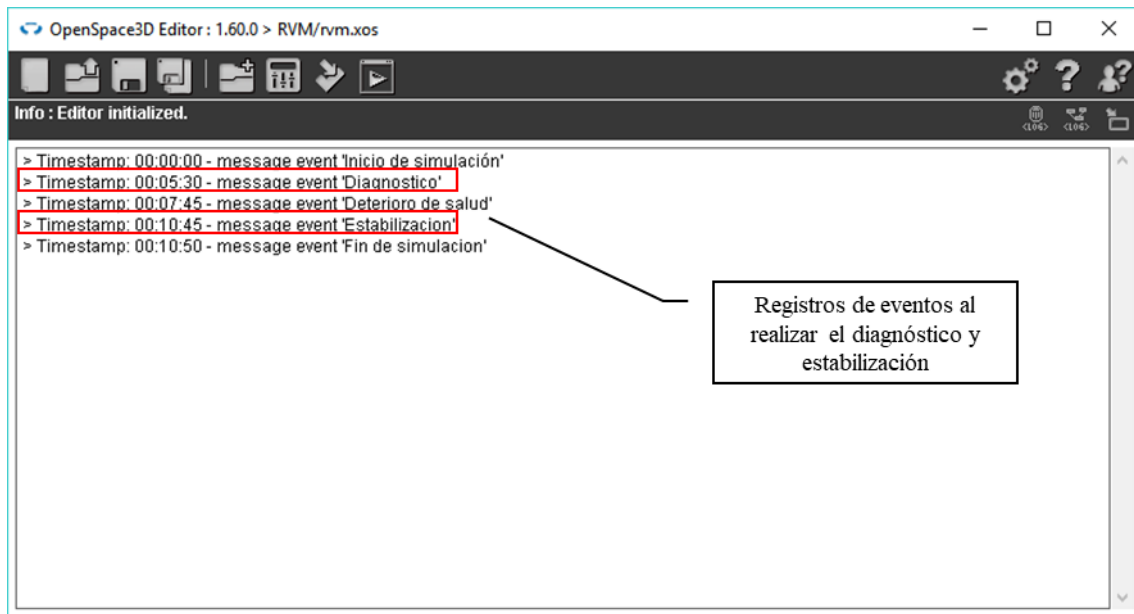 OpenSpace3D Editor : 1.60.0 > RVM/rvm.xos
Info : Editor initialized.
<LOG> <LOG>
> Timestamp: 00:00:00 - message event 'Inicio de simulación'
> Timestamp: 00:05:30 - message event 'Diagnostico'
> Timestamp: 00:07:45 - message event 'Deterioro de salud'
> Timestamp: 00:10:45 - message event 'Estabilizacion'
> Timestamp: 00:10:50 - message event 'Fin de simulacion'
Registros de eventos al
realizar el diagnóstico y
estabilización